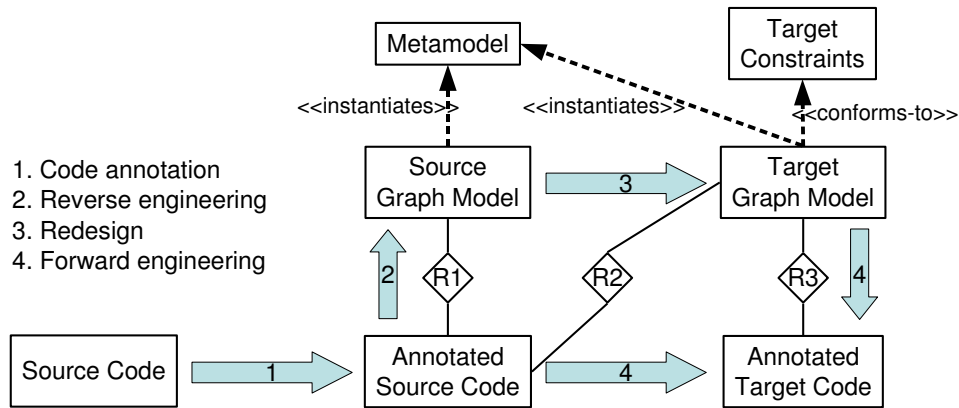 Metamodel
Target
Constraints
<<instantiates>>
<<instantiates>>
<<conforms-to>>
1. Code annotation
2. Reverse engineering
3. Redesign
4. Forward engineering
Source
Graph Model
3
Target
Graph Model
2
R1
R2
R3
4
Source Code
1
Annotated
Source Code
4
Annotated
Target Code